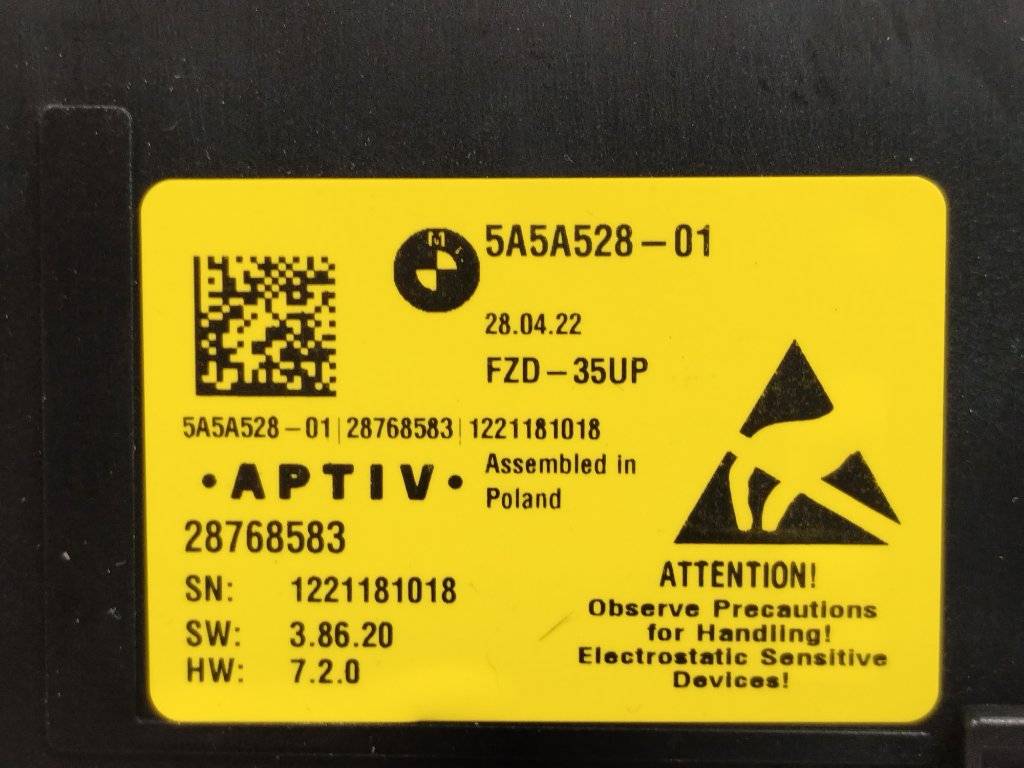 M
5A5A528-01
28.04.22
FZD-35UP
5A5A528-01|28768583|1221181018
•APTIV•
Assembled in
Poland
28768583
SN: 1221181018
SW: 3.86.20
HW: 7.2.0
ATTENTION!
Observe Precautions
for Handling!
Electrostatic Sensitive
Devices!